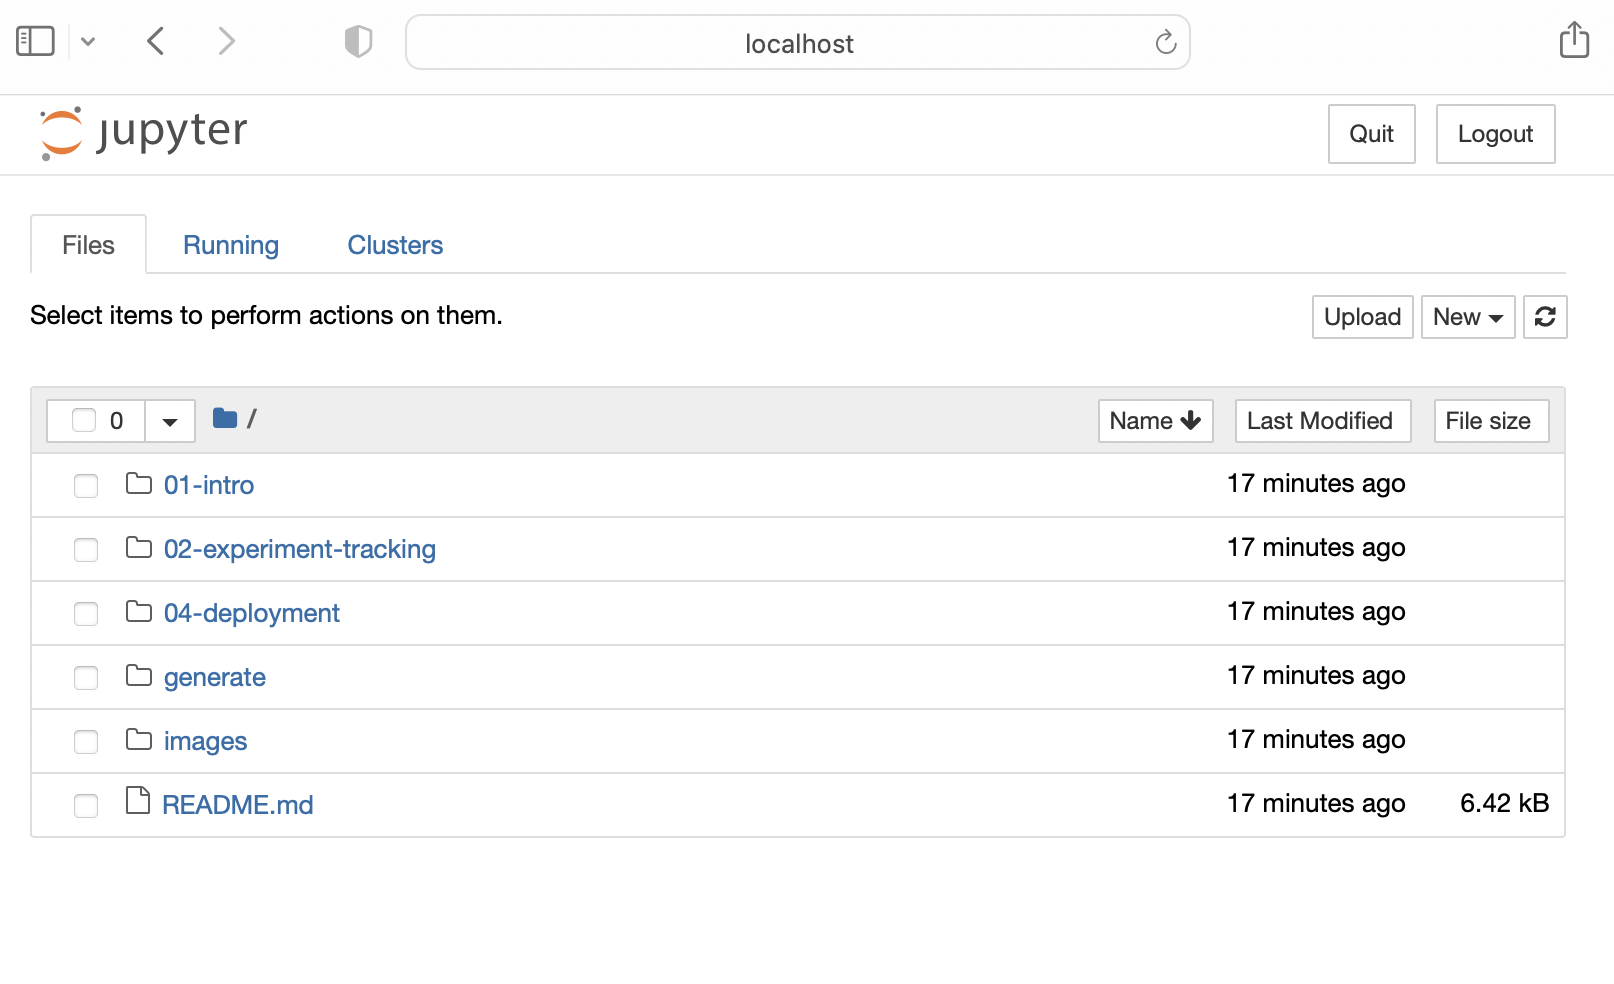 localhost
jupyter
Quit Logout
Files Running Clusters
Select items to perform actions on them.
Upload New
0 / Name Last Modified File size
01-intro 17 minutes ago
02-experiment-tracking 17 minutes ago
04-deployment 17 minutes ago
generate 17 minutes ago
images 17 minutes ago
README.md 17 minutes ago 6.42 kB